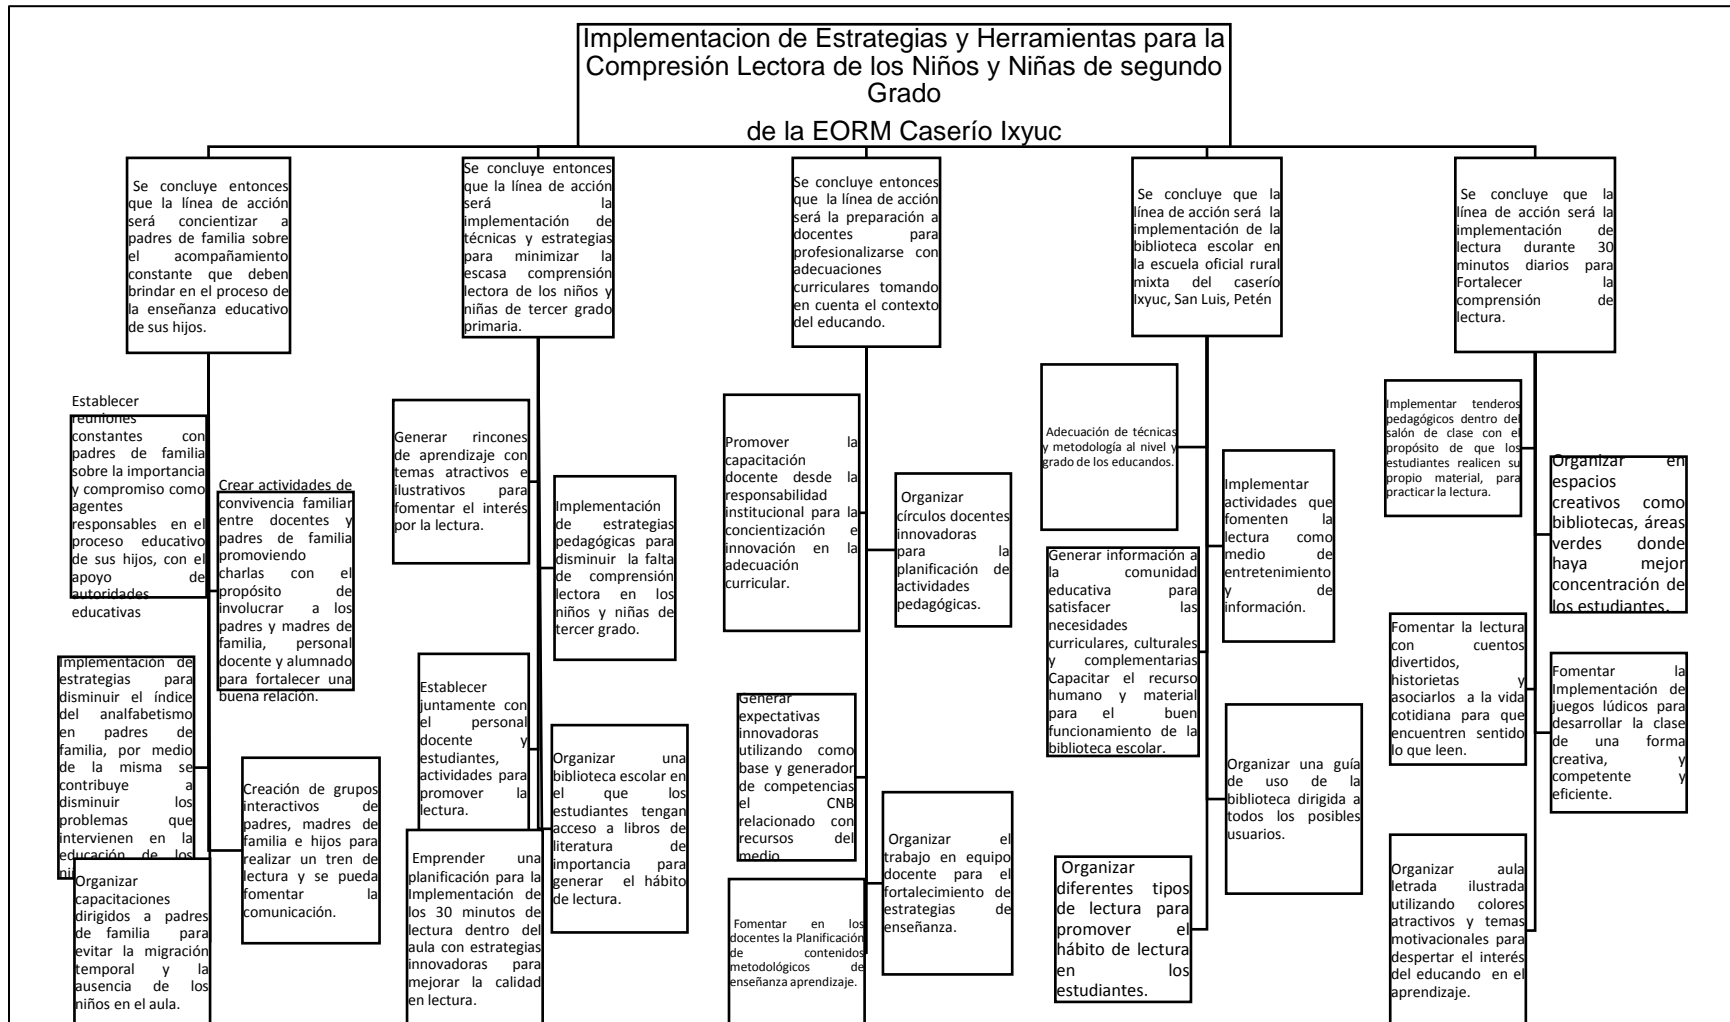 Implementacion de Estrategias y Herramientas para la
Compresión Lectora de los Niños y Niñas de segundo
Grado
de la EORM Caserío Ixyuc
Se concluye entonces
que la línea de acción
será concientizar a
padres de familia sobre
el acompañamiento
constante que deben
brindar en el proceso de
la enseñanza educativo
de sus hijos.
Establecer
reuniones
constantes con
padres de familia
sobre la importancia
y compromiso como
agentes
responsables en el
proceso educativo
de sus hijos, con el
apoyo de
autoridades
educativas
Crear actividades de
convivencia familiar
entre docentes y
padres de familia
promoviendo
charlas con el
propósito de
involucrar a los
padres y madres de
familia, personal
docente y alumnado
para fortalecer una
buena relación.
Implementación de
estrategias para
disminuir el índice
del analfabetismo
en padres de
familia, por medio
de la misma se
contribuye a
disminuir los
problemas que
intervienen en la
educación de los
Creación de grupos
interactivos de
padres, madres de
familia e hijos para
realizar un tren de
lectura y se pueda
fomentar la
comunicación.
Organizar
capacitaciones
dirigidos a padres
de familia para
evitar la migración
temporal y la
ausencia de los
niños en el aula.
Se concluye entonces
que la línea de acción
será la
implementación de
técnicas y estrategias
para minimizar la
escasa comprensión
lectora de los niños y
niñas de tercer grado
primaria.
Generar rincones
de aprendizaje con
temas atractivos e
ilustrativos para
fomentar el interés
por la lectura.
Implementación
de estrategias
pedagógicas para
disminuir la falta
de comprensión
lectora en los
niños y niñas de
tercer grado.
Establecer
juntamente con
el personal
docente y
estudiantes,
actividades para
promover la
lectura.
Organizar una
biblioteca escolar en
el que los
estudiantes tengan
acceso a libros de
literatura de
importancia para
generar el hábito
de lectura.
Emprender una
planificación para la
Implementación de
los 30 minutos de
lectura dentro del
aula con estrategias
innovadoras para
mejorar la calidad
en lectura.
Se concluye entonces
que la línea de acción
será la preparación a
docentes para
profesionalizarse con
adecuaciones
curriculares tomando
en cuenta el contexto
del educando.
Promover la
capacitación
docente desde la
responsabilidad
institucional para la
concientización e
innovación en la
adecuación
curricular.
Organizar
círculos docentes
innovadoras
para la
planificación de
actividades
pedagógicas.
Generar
expectativas
innovadoras
utilizando como
base y generador
de competencias
el CNB
relacionado con
recursos del
medio
Organizar el
trabajo en equipo
docente para el
fortalecimiento de
estrategias de
enseñanza.
Fomentar en los
docentes la Planificación
de contenidos
metodológicos de
enseñanza aprendizaje.
Se concluye que la
línea de acción será la
implementación de la
biblioteca escolar en
la escuela oficial rural
mixta del caserío
Ixyuc, San Luis, Petén
Adecuación de técnicas
y metodología al nivel y
grado de los educandos.
Implementar
actividades que
fomenten la
lectura como
medio de
entretenimiento
y de
información.
Generar información a
la comunidad
educativa para
satisfacer las
necesidades
curriculares, culturales
y complementarias
Capacitar el recurso
humano y material
para el buen
funcionamiento de la
biblioteca escolar.
Organizar una guía
de uso de la
biblioteca dirigida a
todos los posibles
usuarios.
Organizar
diferentes tipos
de lectura para
promover el
hábito de lectura
en los
estudiantes.
Se concluye que la
línea de acción será la
implementación de
lectura durante 30
minutos diarios para
Fortalecer la
comprensión de
lectura.
Implementar tenderos
pedagógicos dentro del
salón de clase con el
propósito de que los
estudiantes realicen su
propio material, para
practicar la lectura.
Organizar en
espacios
creativos como
bibliotecas, áreas
verdes donde
haya mejor
concentración de
los estudiantes.
Fomentar la lectura
con cuentos
divertidos,
historietas y
asociarlos a la vida
cotidiana para que
encuentren sentido
lo que leen.
Fomentar la
Implementación de
juegos lúdicos para
desarrollar la clase
de una forma
creativa, y
competente y
eficiente.
Organizar aula
letrada ilustrada
utilizando colores
atractivos y temas
motivacionales para
despertar el interés
del educando en el
aprendizaje.